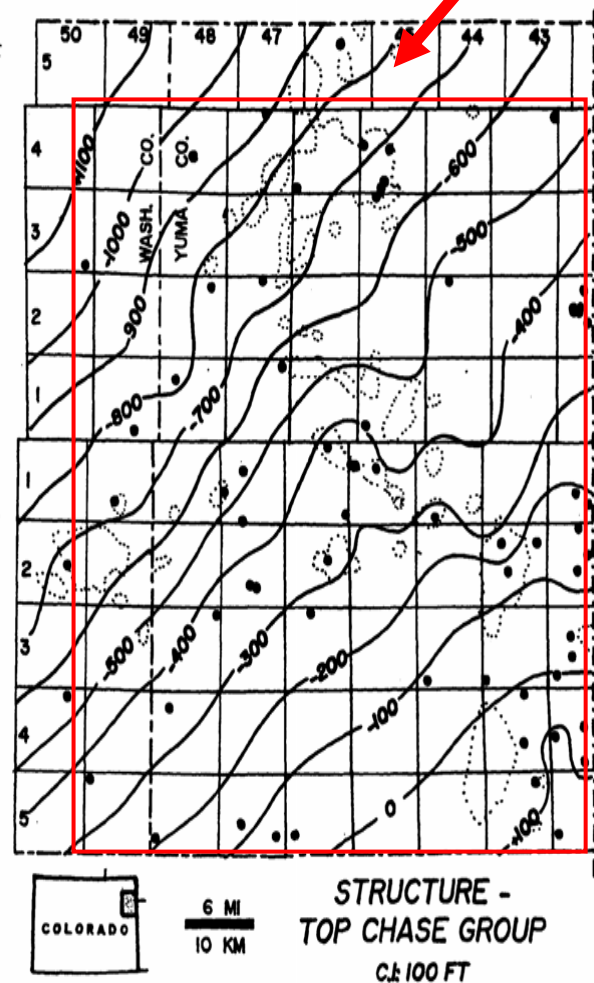 50 49 48 47 45 44 43
5
4
-1100
WASH. CO.
YUMA CO.
-600
3
-1000
-500
2
-900
-400
1
-800
-700
1
2
3
-500
-400
-300
-200
4
-100
5
0
+100
COLORADO
6 MI
10 KM
STRUCTURE -
TOP CHASE GROUP
C.I: 100 FT